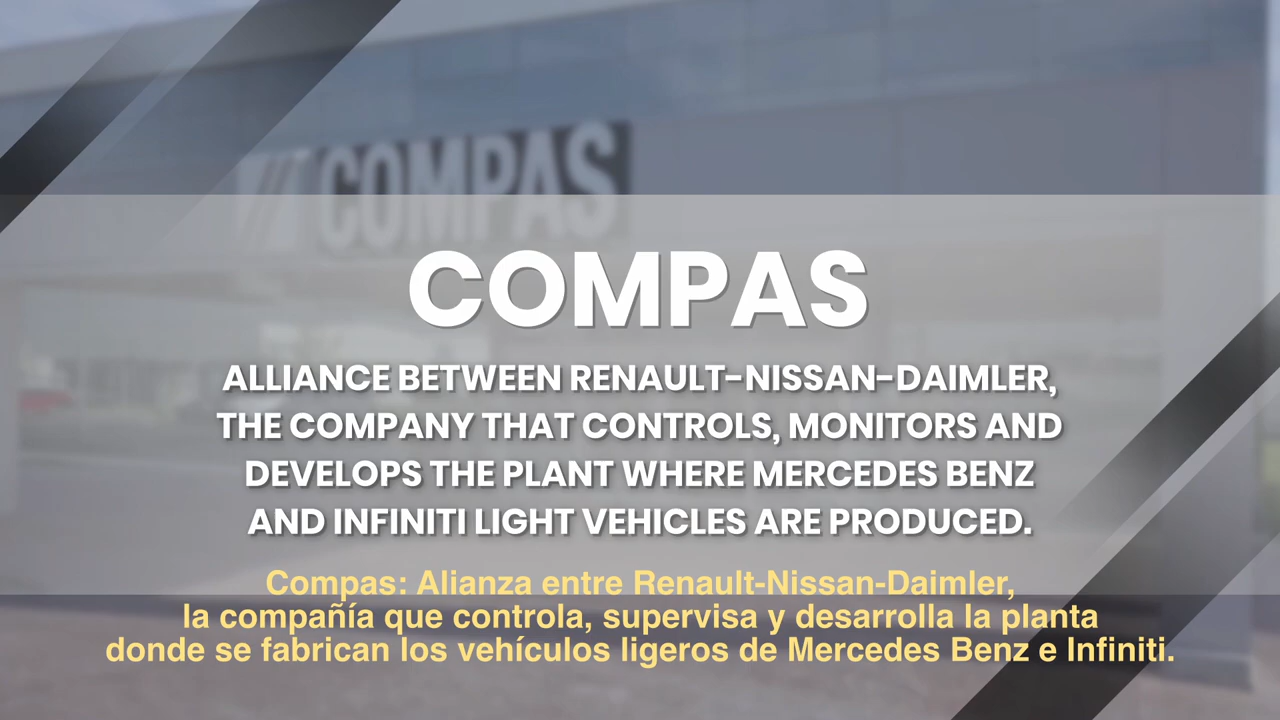 COMPAS
COMPAS
ALLIANCE BETWEEN RENAULT-NISSAN-DAIMLER,
THE COMPANY THAT CONTROLS, MONITORS AND
DEVELOPS THE PLANT WHERE MERCEDES BENZ
AND INFINITI LIGHT VEHICLES ARE PRODUCED.
Compas: Alianza entre Renault-Nissan-Daimler,
la compañía que controla, supervisa y desarrolla la planta
donde se fabrican los vehículos ligeros de Mercedes Benz e Infiniti.